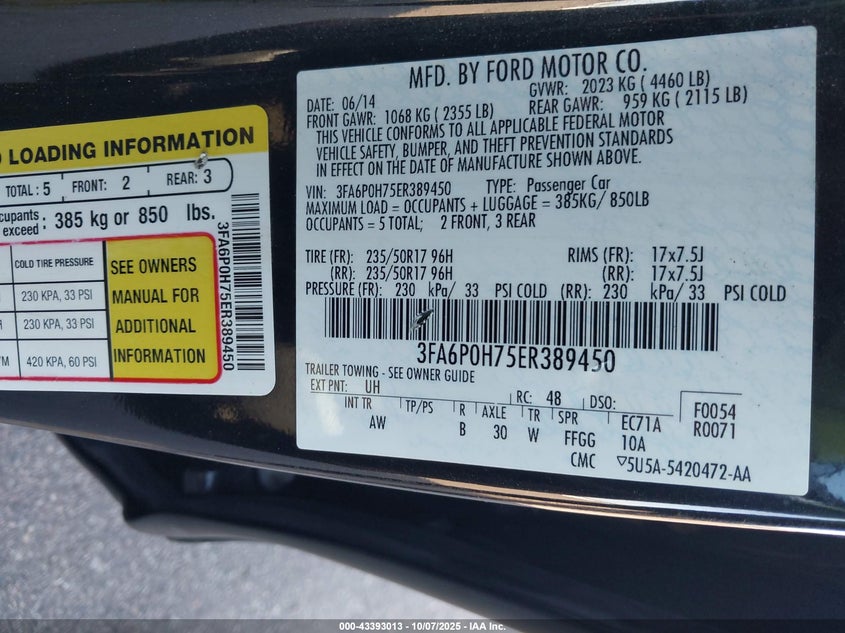 D LOADING INFORMATION
TOTAL : 5 FRONT: 2 REAR: 3
cupants exceed : 385 kg or 850 lbs.
COLD TIRE PRESSURE
230 KPA, 33 PSI
230 KPA, 33 PSI
420 KPA, 60 PSI
SEE OWNERS
MANUAL FOR
ADDITIONAL
INFORMATION
3FA6P0H75ER389450
MFD. BY FORD MOTOR CO.
DATE: 06/14 GVWR: 2023 KG ( 4460 LB)
FRONT GAWR: 1068 KG ( 2355 LB) REAR GAWR: 959 KG ( 2115 LB)
THIS VEHICLE CONFORMS TO ALL APPLICABLE FEDERAL MOTOR
VEHICLE SAFETY, BUMPER, AND THEFT PREVENTION STANDARDS
IN EFFECT ON THE DATE OF MANUFACTURE SHOWN ABOVE.
VIN: 3FA6P0H75ER389450 TYPE: Passenger Car
MAXIMUM LOAD = OCCUPANTS + LUGGAGE = 385KG/ 850LB
OCCUPANTS = 5 TOTAL; 2 FRONT, 3 REAR
TIRE (FR): 235/50R17 96H RIMS (FR): 17x7.5J
(RR): 235/50R17 96H (RR): 17x7.5J
PRESSURE (FR): 230 kPa/ 33 PSI COLD (RR): 230 kPa/ 33 PSI COLD
3FA6P0H75ER389450
TRAILER TOWING - SEE OWNER GUIDE
EXT PNT: UH RC: 48 DSO:
INT TR TP/PS R AXLE TR SPR EC71A F0054
AW B 30 W FFGG 10A R0071
CMC ▽5U5A-5420472-AA
000-43393013 - 10/07/2025 - IAA Inc.